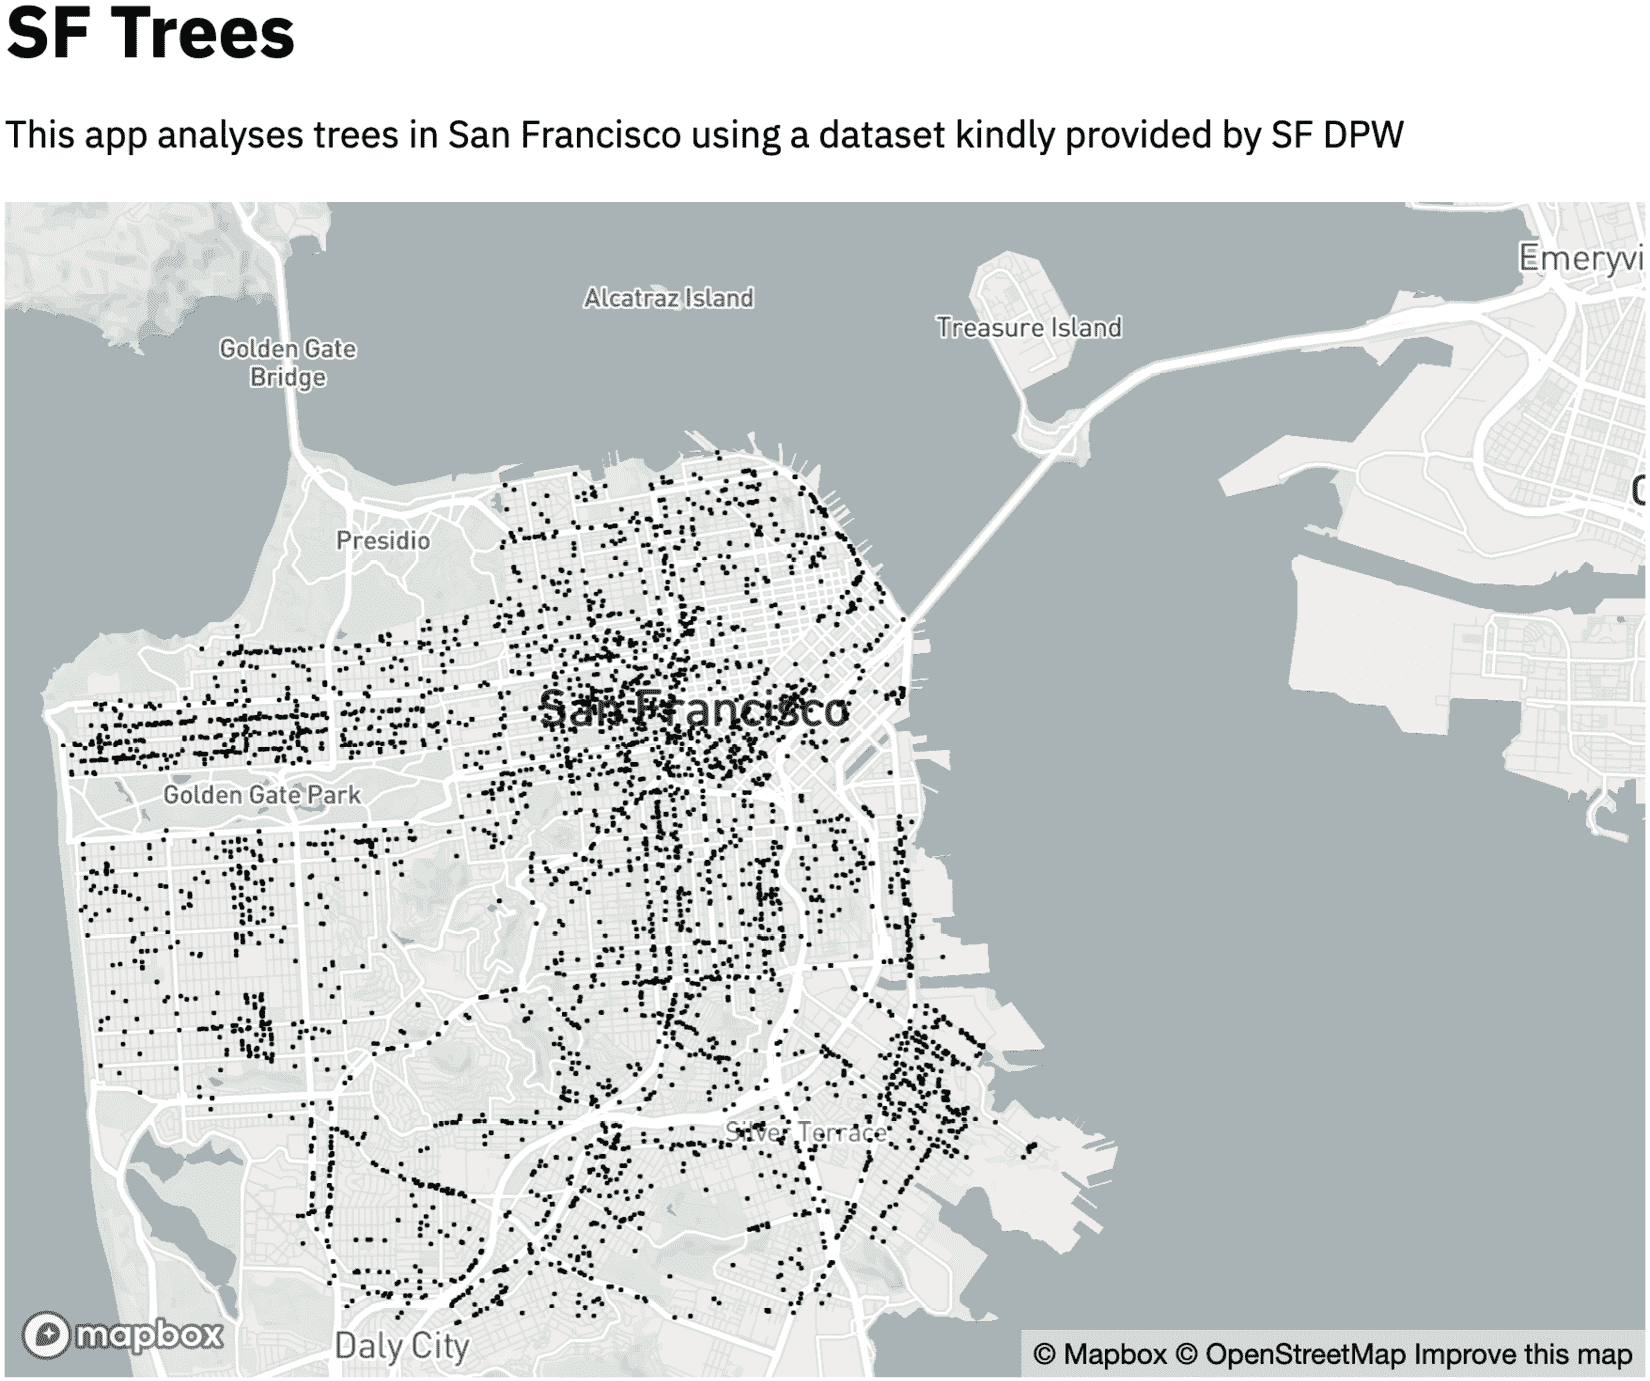 SF Trees
This app analyses trees in San Francisco using a dataset kindly provided by SF DPW
Emeryvi
Alcatraz Island
Treasure Island
Golden Gate
Bridge
Presidio
San Francisco
Golden Gate Park
Silver Terrace
Daly City
mapbox
© Mapbox © OpenStreetMap Improve this map